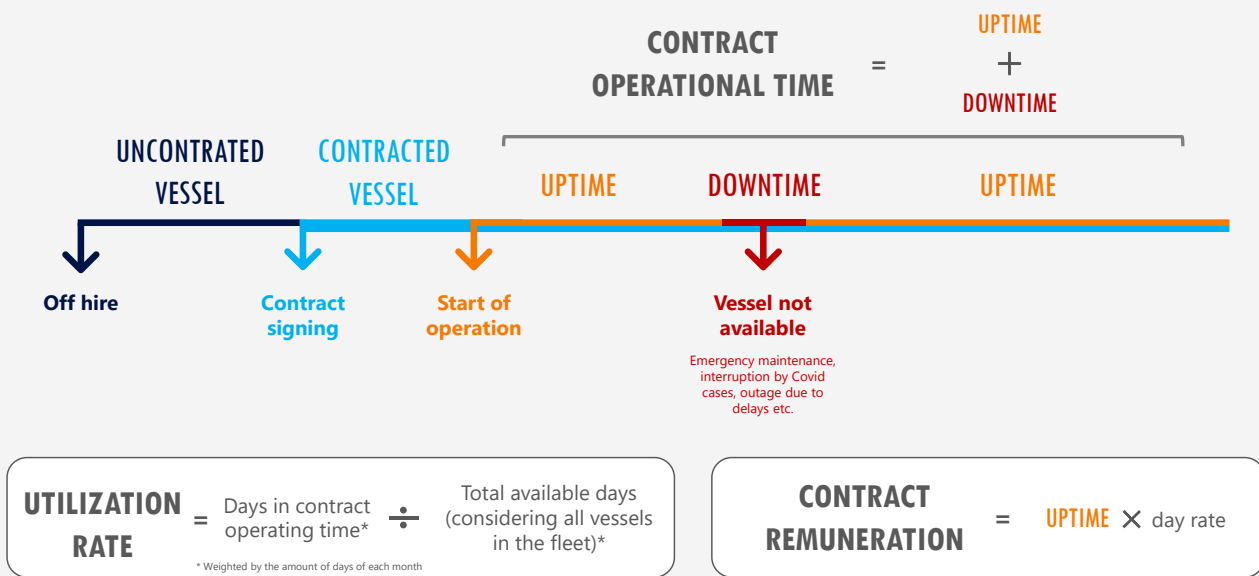 CONTRACT
OPERATIONAL TIME
=
UPTIME
+
DOWNTIME
UNCONTRATED
VESSEL
CONTRACTED
VESSEL
UPTIME
DOWNTIME
UPTIME
Off hire
Contract
signing
Start of
operation
Vessel not
available
Emergency maintenance,
interruption by Covid
cases, outage due to
delays etc.
UTILIZATION
RATE
=
Days in contract
operating time*
÷
Total available days
(considering all vessels
in the fleet)*
* Weighted by the amount of days of each month
CONTRACT
REMUNERATION
=
UPTIME × day rate